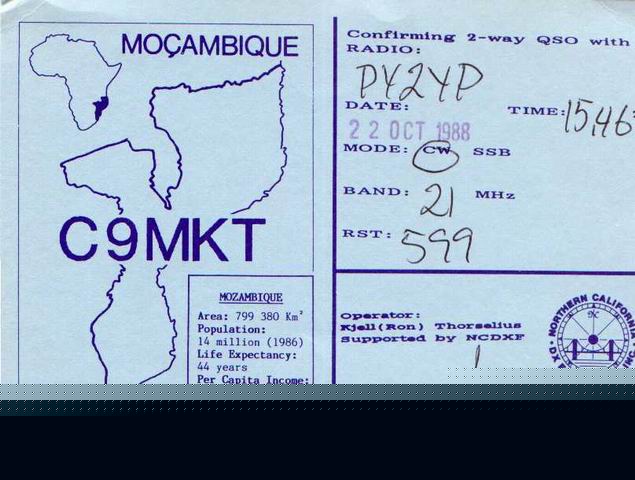 MOÇAMBIQUE
C9MKT
MOZAMBIQUE
Area: 799 380 Km²
Population:
14 million (1986)
Life Expectancy:
44 years
Per Capita Income:
Confirming 2-way QSO with
RADIO:
PY2YP
DATE: TIME: 15,46
22 OCT 1988
MODE: CW SSB
BAND: 21 MHz
RST: 599
Operator:
Kjell(Ron) Thorselius
Supported by NCDXF
NORTHERN CALIFORNIA
DX